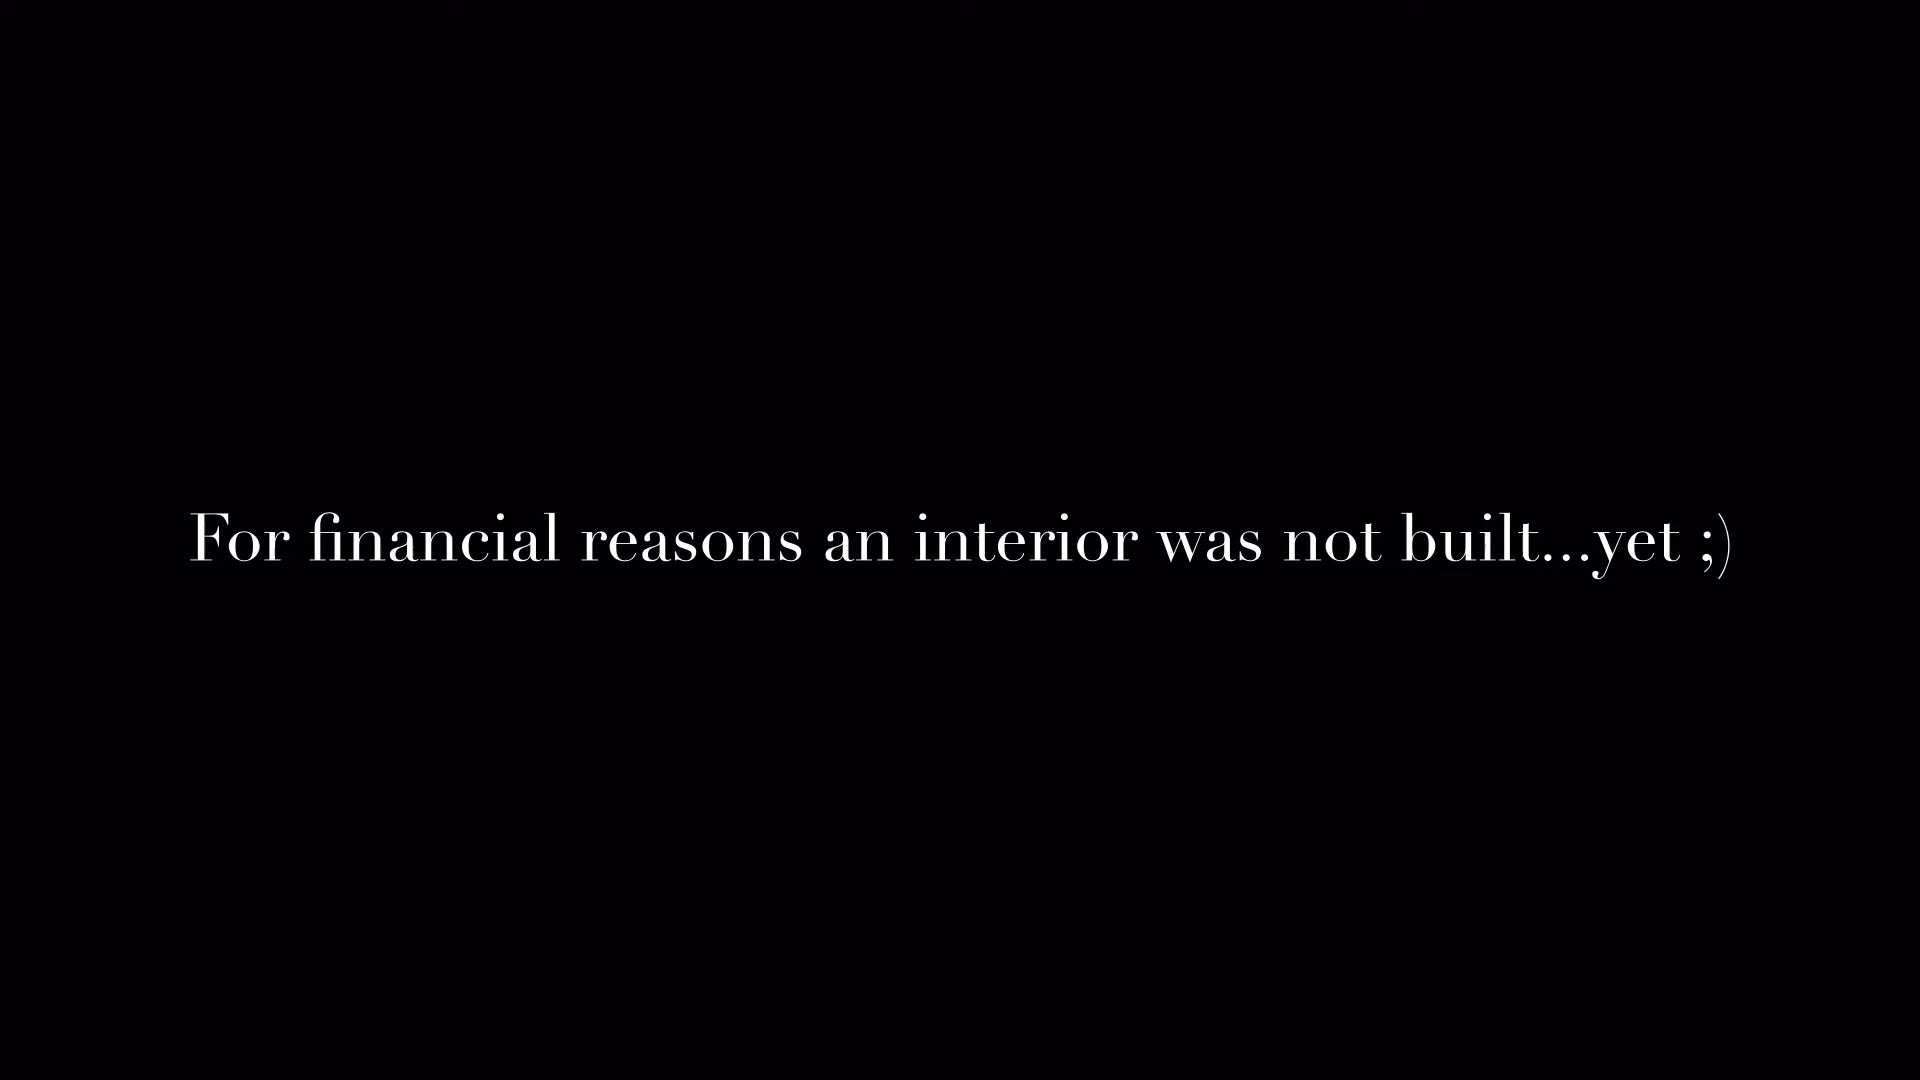 For financial reasons an interior was not built...yet ;)